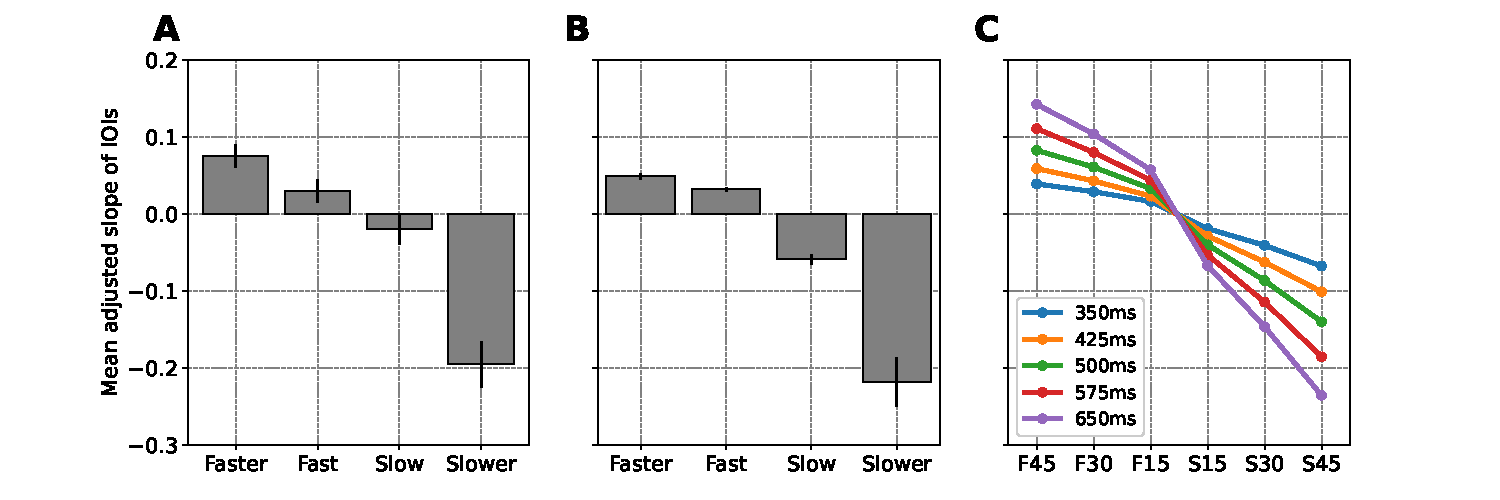 A
B
C
Mean adjusted slope of IOIs
0.2
0.1
0.0
−0.1
−0.2
−0.3
Faster Fast Slow Slower
Faster Fast Slow Slower
350ms
425ms
500ms
575ms
650ms
F45 F30 F15 S15 S30 S45